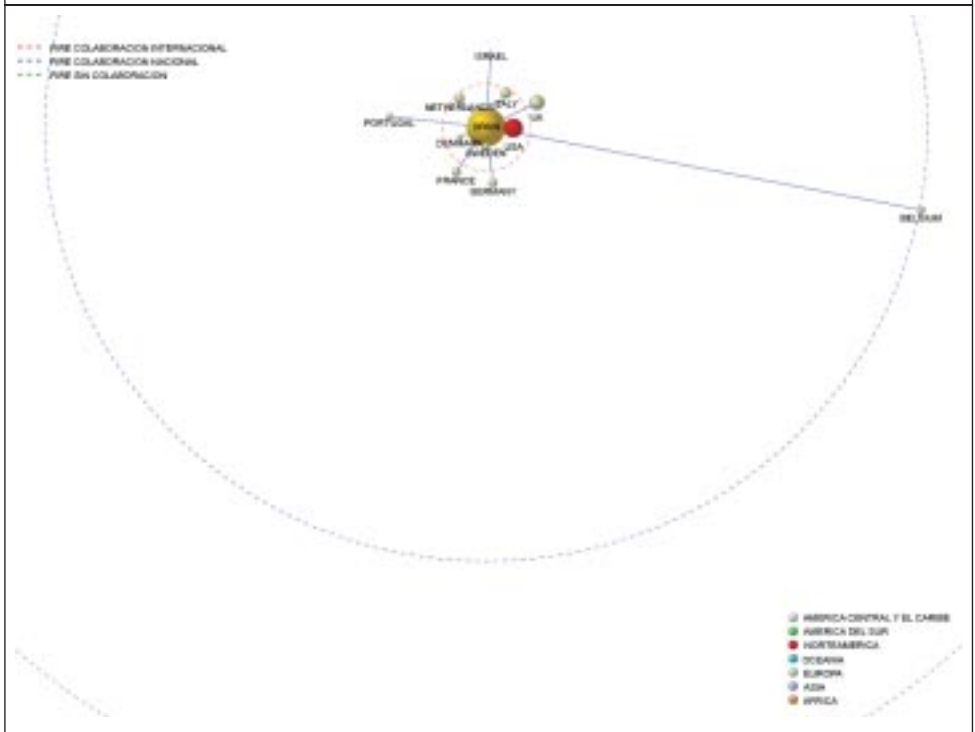 FIRE COLABORACION INTERNACIONAL
FIRE COLABORACION NACIONAL
FIRE SIN COLABORACION
ISRAEL
NETHERLANDS
ITALY
UK
PORTUGAL
SPAIN
DENMARK
USA
SWEDEN
FRANCE
GERMANY
BELGIUM
AMERICA CENTRAL Y EL CARIBE
AMERICA DEL SUR
NORTEAMERICA
OCEANIA
EUROPA
ASIA
AFRICA